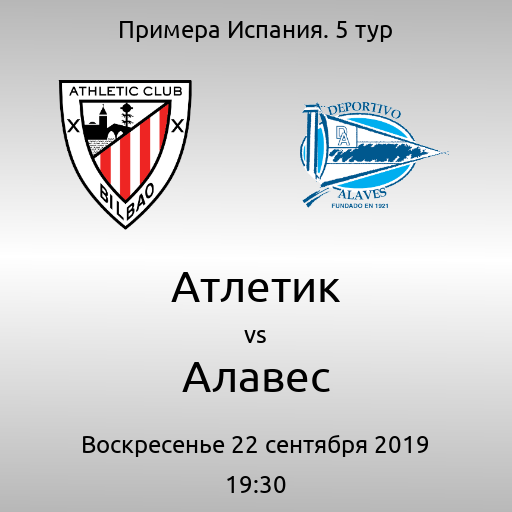 Примера Испания. 5 тур
ATHLETIC CLUB
BILBAO
DEPORTIVO
DA
ALAVES
FUNDADO EN 1921
Атлетик
vs
Алавес
Воскресенье 22 сентября 2019
19:30